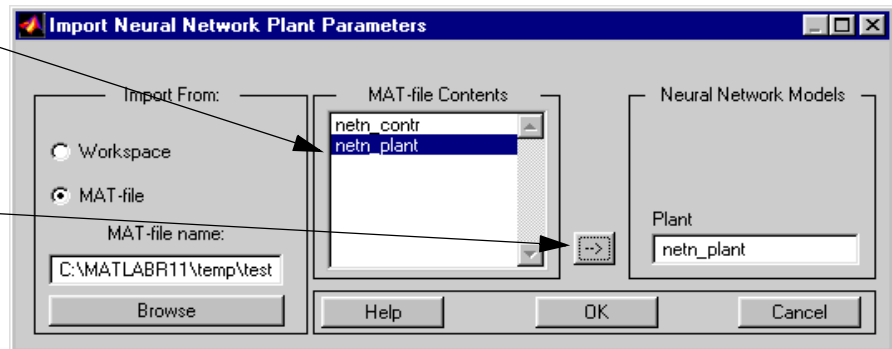 Import Neural Network Plant Parameters
Import From:
Workspace
MAT-file
MAT-file name:
C:\MATLABR11\temp\test
Browse
MAT-file Contents
netn_contr
netn_plant
-->
Neural Network Models
Plant
netn_plant
Help
OK
Cancel